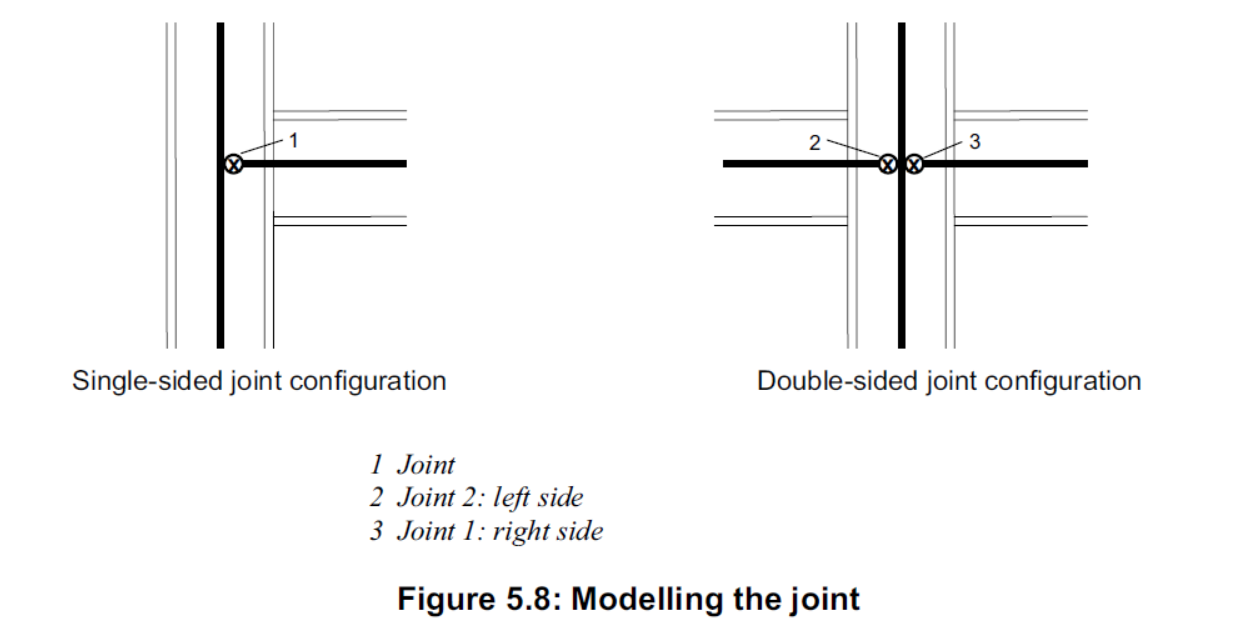 1
2
3
Single-sided joint configuration
Double-sided joint configuration
1 Joint
2 Joint 2: left side
3 Joint 1: right side
Figure 5.8: Modelling the joint